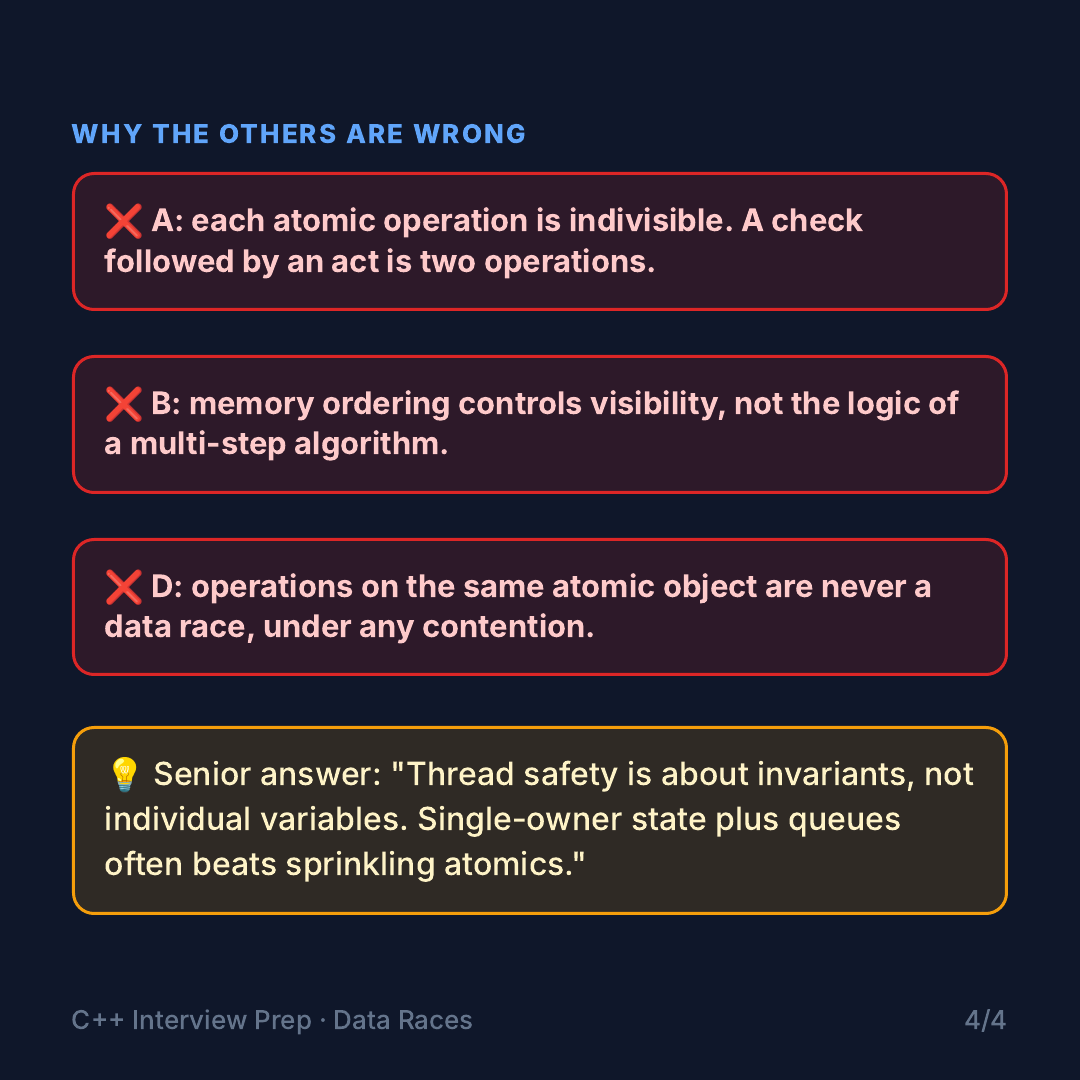 WHY THE OTHERS ARE WRONG
❌ A: each atomic operation is indivisible. A check
followed by an act is two operations.
❌ B: memory ordering controls visibility, not the logic of
a multi-step algorithm.
❌ D: operations on the same atomic object are never a
data race, under any contention.
💡 Senior answer: "Thread safety is about invariants, not
individual variables. Single-owner state plus queues
often beats sprinkling atomics."
C++ Interview Prep · Data Races
4/4